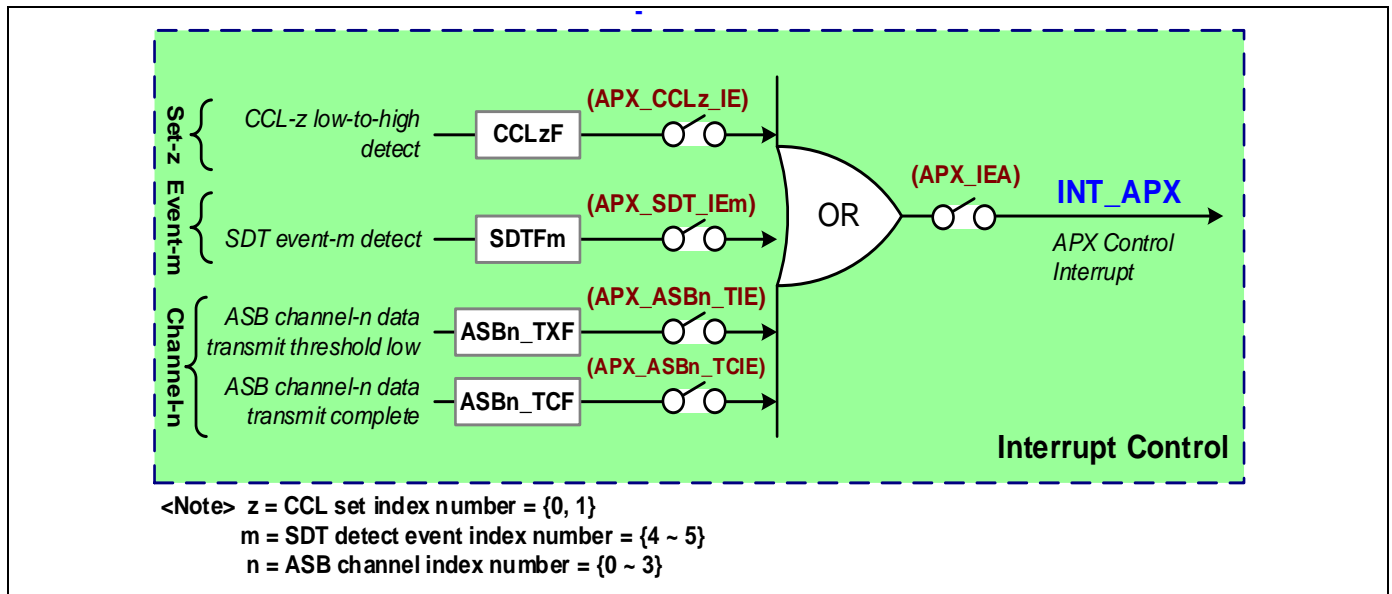 Set-z
CCL-z low-to-high
detect
CCLzF
(APX_CCLz_IE)
Event-m
SDT event-m detect
SDTFm
(APX_SDT_IEm)
Channel-n
ASB channel-n data
transmit threshold low
ASBn_TXF
(APX_ASBn_TIE)
ASB channel-n data
transmit complete
ASBn_TCF
(APX_ASBn_TCIE)
OR
(APX_IEA)
INT_APX
APX Control
Interrupt
Interrupt Control
<Note> z = CCL set index number = {0, 1}
m = SDT detect event index number = {4 ~ 5}
n = ASB channel index number = {0 ~ 3}